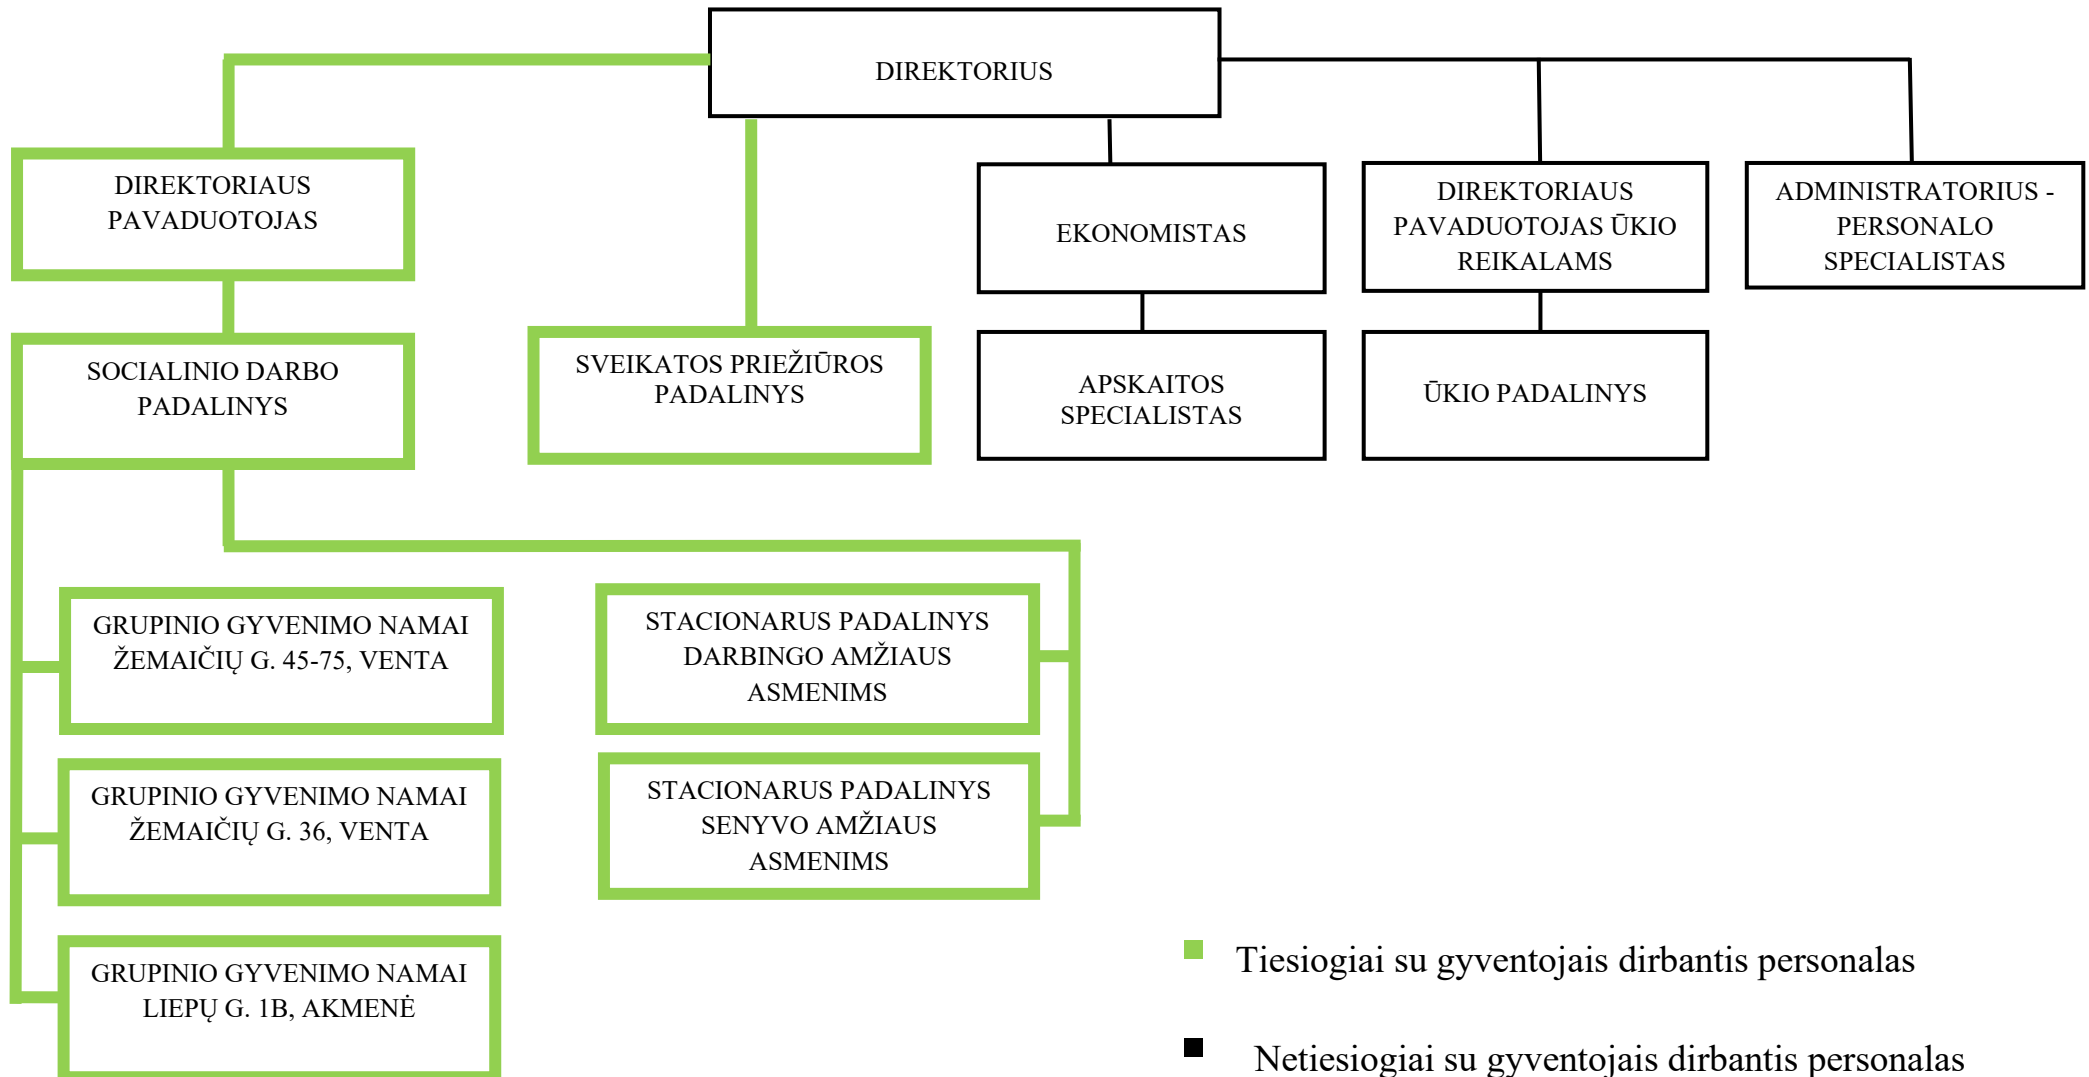 DIREKTORIUS
DIREKTORIAUS
PAVADUOTOJAS
EKONOMISTAS
DIREKTORIAUS
PAVADUOTOJAS ŪKIO
REIKALAMS
ADMINISTRATORIUS -
PERSONALO
SPECIALISTAS
SOCIALINIO DARBO
PADALINYS
SVEIKATOS PRIEŽIŪROS
PADALINYS
APSKAITOS
SPECIALISTAS
ŪKIO PADALINYS
GRUPINIO GYVENIMO NAMAI
ŽEMAIČIŲ G. 45-75, VENTA
STACIONARUS PADALINYS
DARBINGO AMŽIAUS
ASMENIMS
GRUPINIO GYVENIMO NAMAI
ŽEMAIČIŲ G. 36, VENTA
STACIONARUS PADALINYS
SENYVO AMŽIAUS
ASMENIMS
GRUPINIO GYVENIMO NAMAI
LIEPŲ G. 1B, AKMENĖ
Tiesiogiai su gyventojais dirbantis personalas
Netiesiogiai su gyventojais dirbantis personalas